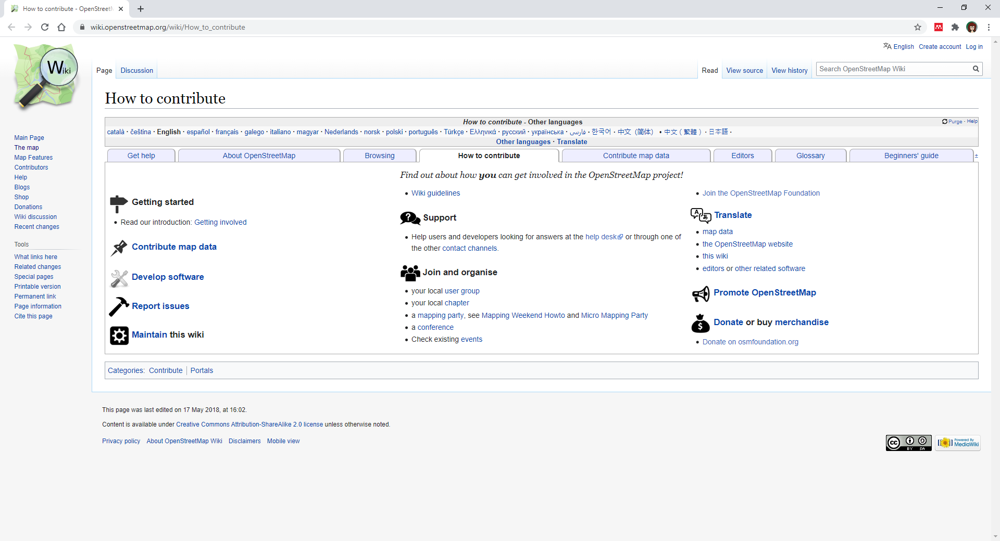 How to contribute - OpenStreetM
wiki.openstreetmap.org/wiki/How_to_contribute
English Create account Log in
Wiki
Page Discussion Read View source View history Search OpenStreetMap Wiki
How to contribute
How to contribute - Other languages Purge · Help
català · čeština · English · español · français · galego · italiano · magyar · Nederlands · norsk · polski · português · Türkçe · Ελληνικά · русский · українська · فارسی · 한국어 · 中文（简体） • 中文（繁體） · 日本語 ·
Other languages · Translate
Get help About OpenStreetMap Browsing How to contribute Contribute map data Editors Glossary Beginners' guide ±
Find out about how you can get involved in the OpenStreetMap project!
Getting started
Read our introduction: Getting involved
Contribute map data
Develop software
Report issues
Maintain this wiki
Wiki guidelines
Support
Help users and developers looking for answers at the help desk or through one of
the other contact channels.
Join and organise
your local user group
your local chapter
a mapping party, see Mapping Weekend Howto and Micro Mapping Party
a conference
Check existing events
Join the OpenStreetMap Foundation
Translate
map data
the OpenStreetMap website
this wiki
editors or other related software
Promote OpenStreetMap
Donate or buy merchandise
Donate on osmfoundation.org
Categories: Contribute Portals
Main Page
The map
Map Features
Contributors
Help
Blogs
Shop
Donations
Wiki discussion
Recent changes
Tools
What links here
Related changes
Special pages
Printable version
Permanent link
Page information
Cite this page
This page was last edited on 17 May 2018, at 16:02.
Content is available under Creative Commons Attribution-ShareAlike 2.0 license unless otherwise noted.
Privacy policy About OpenStreetMap Wiki Disclaimers Mobile view
cc BY SA
Powered By
MediaWiki